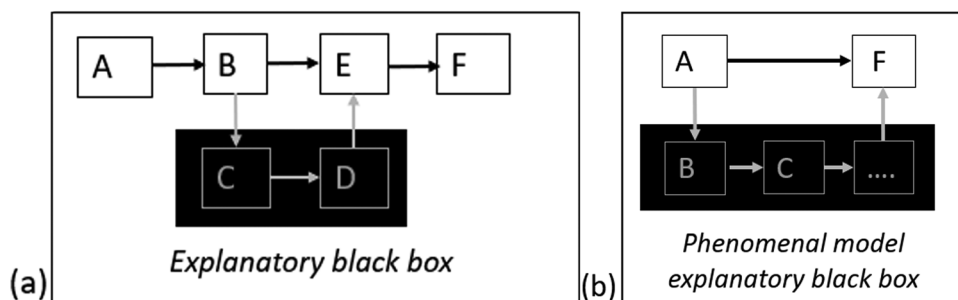 A B E F
C D
Explanatory black box
(a)
A F
B C ....
Phenomenal model
explanatory black box
(b)